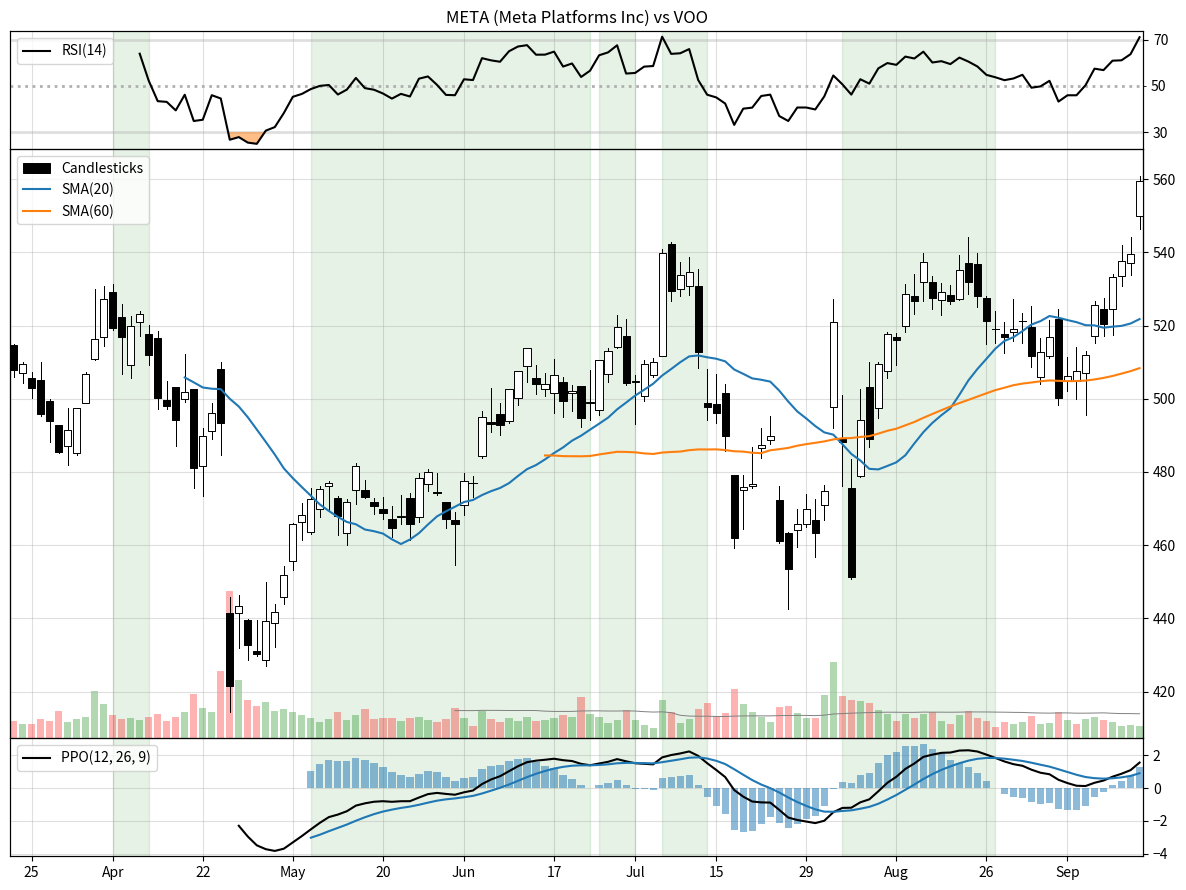 META (Meta Platforms Inc) vs VOO
RSI(14)
70
50
30
Candlesticks
SMA(20)
SMA(60)
560
540
520
500
480
460
440
420
PPO(12, 26, 9)
2
0
−2
−4
25 Apr 22 May 20 Jun 17 Jul 15 29 Aug 26 Sep